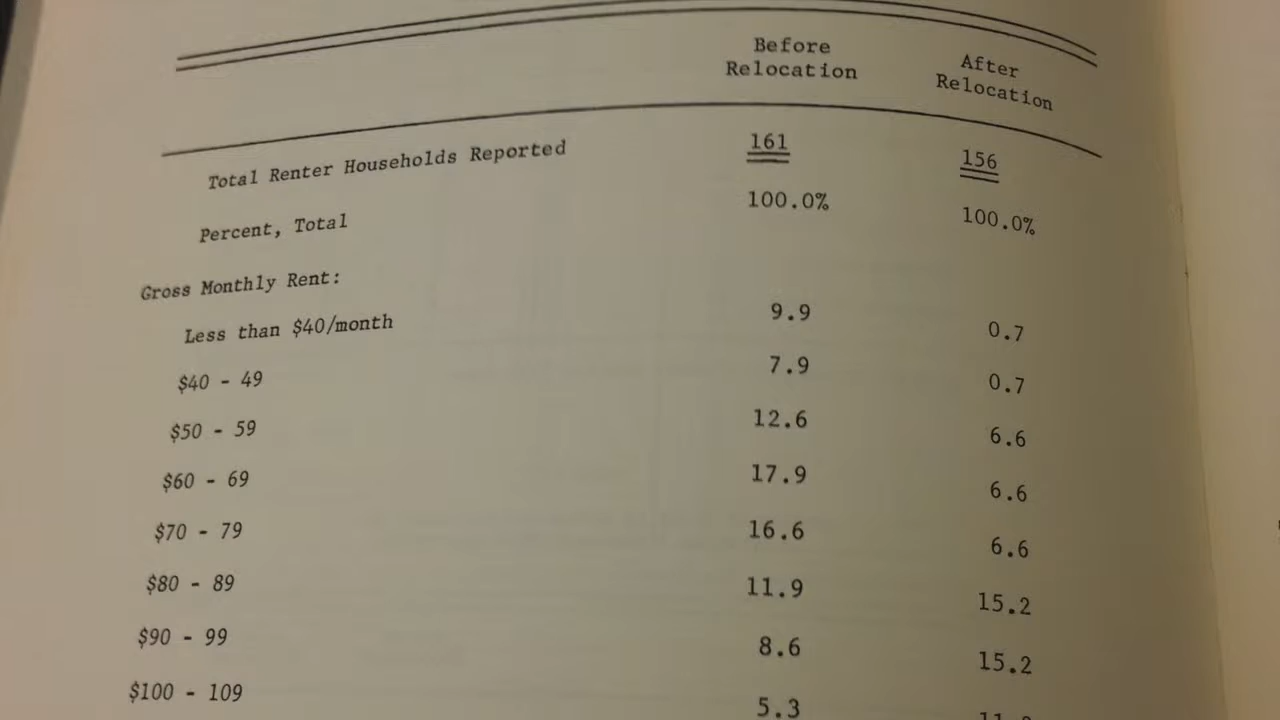 Before Relocation After Relocation
Total Renter Households Reported 161 156
Percent, Total 100.0% 100.0%
Gross Monthly Rent:
Less than $40/month 9.9 0.7
$40 - 49 7.9 0.7
$50 - 59 12.6 6.6
$60 - 69 17.9 6.6
$70 - 79 16.6 6.6
$80 - 89 11.9 15.2
$90 - 99 8.6 15.2
$100 - 109 5.3